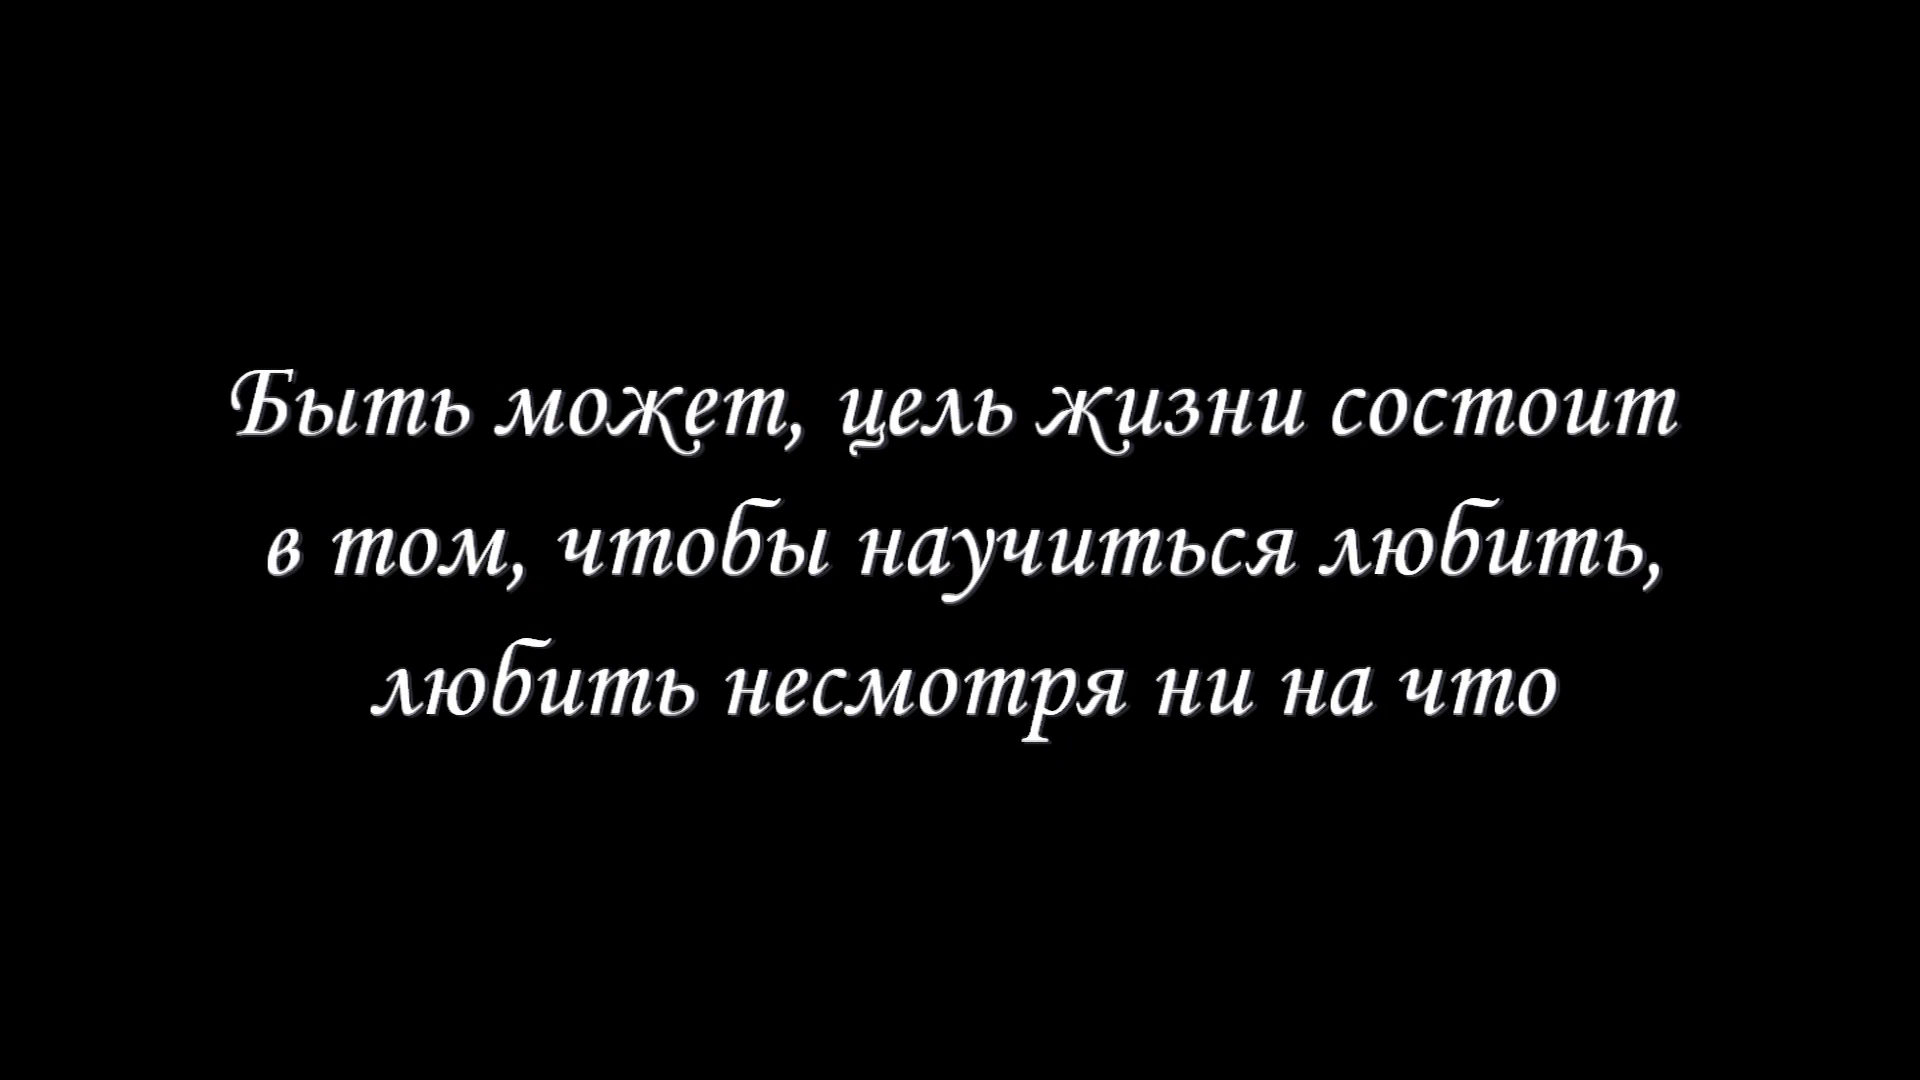 Быть может, цель жизни состоит
в том, чтобы научиться любить,
любить несмотря ни на что